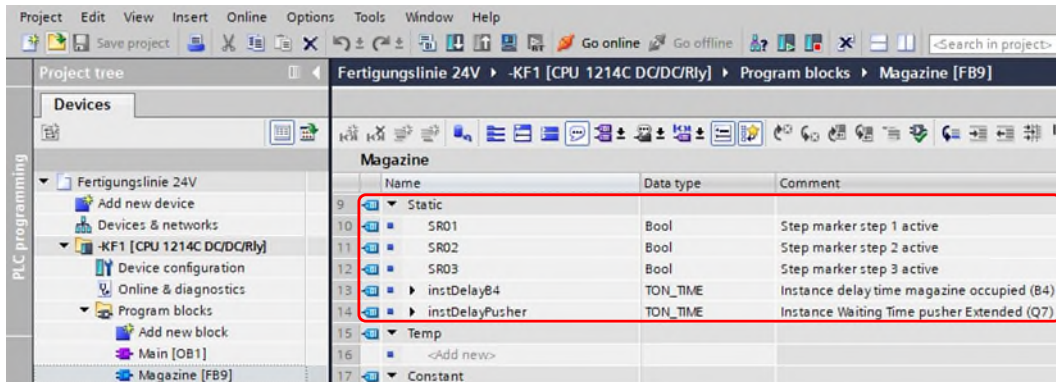 Project Edit View Insert Online Options Tools Window Help
Save project Go online Go offline <Search in project>
Project tree
Fertigungslinie 24V ▸ -KF1 [CPU 1214C DC/DC/Rly] ▸ Program blocks ▸ Magazine [FB9]
Devices
PLC programming
Fertigungslinie 24V
Add new device
Devices & networks
-KF1 [CPU 1214C DC/DC/Rly]
Device configuration
Online & diagnostics
Program blocks
Add new block
Main [OB1]
Magazine [FB9]
Magazine
Name Data type Comment
9 Static
10 SR01 Bool Step marker step 1 active
11 SR02 Bool Step marker step 2 active
12 SR03 Bool Step marker step 3 active
13 instDelayB4 TON_TIME Instance delay time magazine occupied (B4)
14 instDelayPusher TON_TIME Instance Waiting Time pusher Extended (Q7)
15 Temp
16 <Add new>
17 Constant